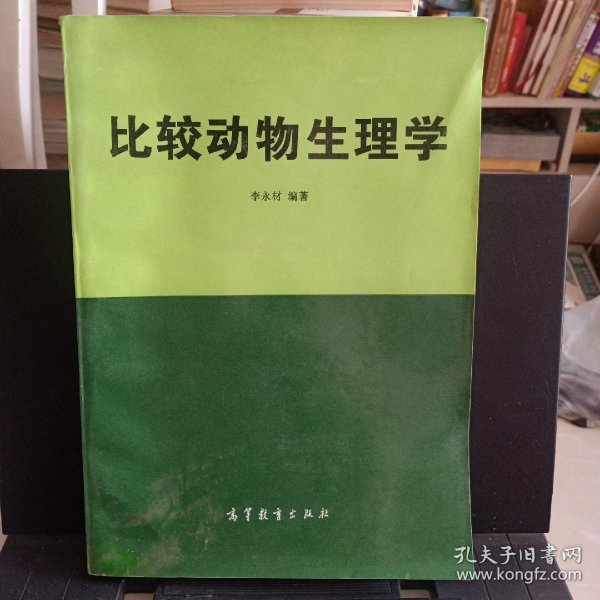 比较动物生理学
李永材 编著
高等教育出版社
孔夫子旧书网
www.kongfz.com